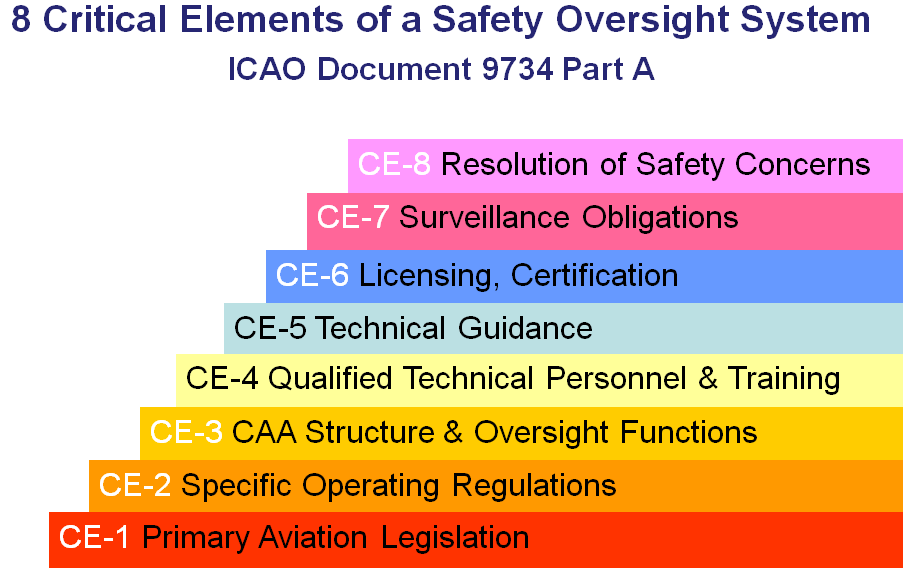 8 Critical Elements of a Safety Oversight System
ICAO Document 9734 Part A
CE-8 Resolution of Safety Concerns
CE-7 Surveillance Obligations
CE-6 Licensing, Certification
CE-5 Technical Guidance
CE-4 Qualified Technical Personnel & Training
CE-3 CAA Structure & Oversight Functions
CE-2 Specific Operating Regulations
CE-1 Primary Aviation Legislation